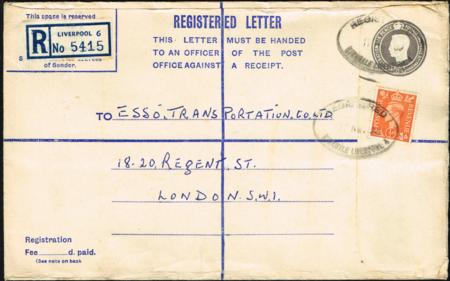 This space is reserved
REGISTERED LETTER
LIVERPOOL 6
R No 5415
THIS LETTER MUST BE HANDED
TO AN OFFICER OF THE POST
OFFICE AGAINST A RECEIPT.
of Sender.
REGISTERED
TO ESSO. TRANSPORTATION. CO. LTD
18-20. REGENT. ST.
LONDON. S.W.1.
Registration
Fee d. paid.
(See note on back